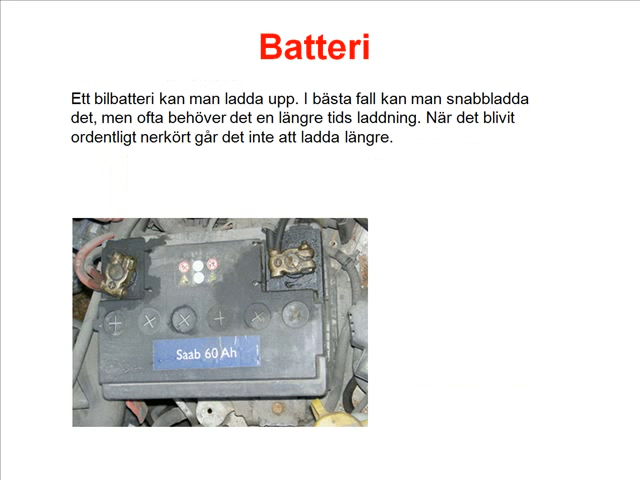 Batteri
Ett bilbatteri kan man ladda upp. I bästa fall kan man snabbladda
det, men ofta behöver det en längre tids laddning. När det blivit
ordentligt nerkört går det inte att ladda längre.
Saab 60 Ah